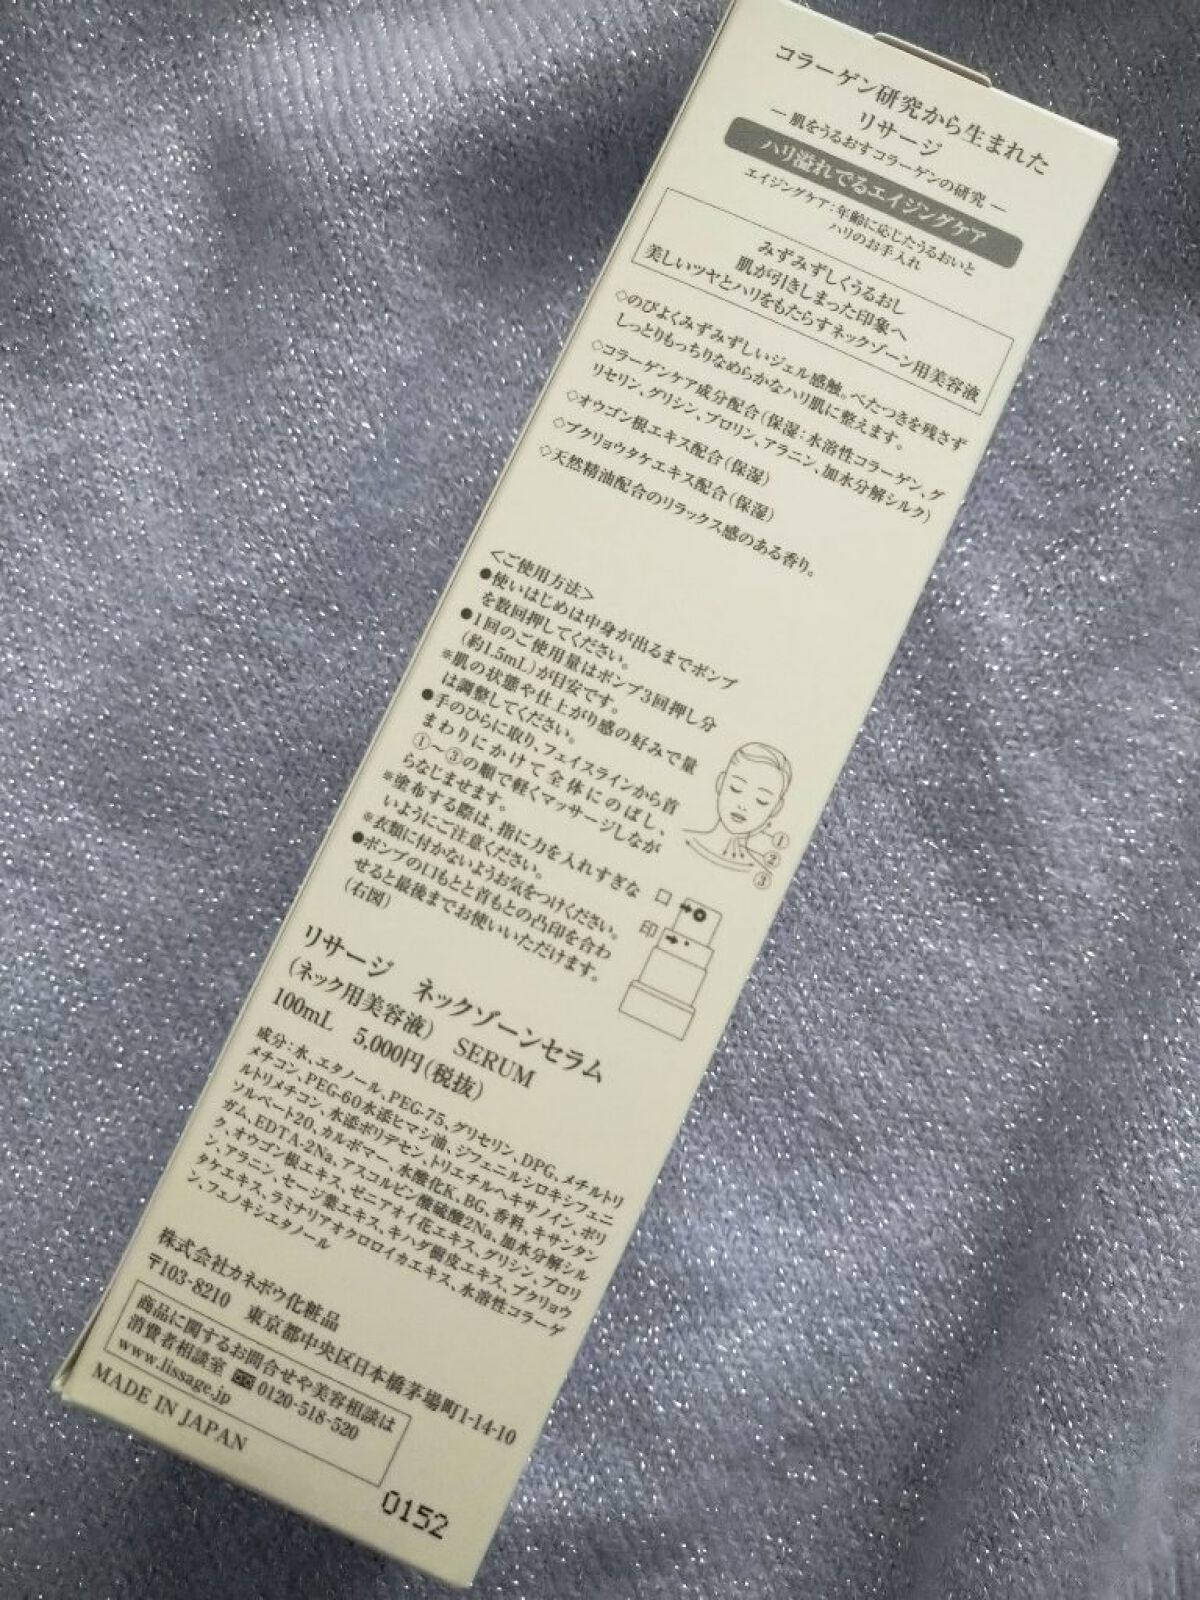 コラーゲン研究から生まれた
リサージ
― 肌をうるおすコラーゲンの研究 ―
ハリ溢れでるエイジングケア
エイジングケア：年齢に応じたうるおいと
ハリのお手入れ
みずみずしくうるおし
肌が引きしまった印象へ
美しいツヤとハリをもたらすネックゾーン用美容液
◇のびよくみずみずしいジェル感触。べたつきを残さず
しっとりもっちりなめらかなハリ肌に整えます。
◇コラーゲンケア成分配合（保湿：水溶性コラーゲン、グ
リセリン、グリシン、プロリン、アラニン、加水分解シルク）
◇オウゴン根エキス配合（保湿）
◇ブクリョウタケエキス配合（保湿）
◇天然精油配合のリラックス感のある香り。
＜ご使用方法＞
●使いはじめは中身が出るまでポンプ
を数回押してください。
●1回のご使用量はポンプ3回押し分
（約1.5mL）が目安です。
※肌の状態や仕上がり感の好みで量
は調整してください。
●手のひらに取り、フェイスラインから首
まわりにかけて全体にのばし、
①～③の順で軽くマッサージしなが
らなじませます。
※塗布する際は、指に力を入れすぎな
いようにご注意ください。
※衣類に付かないようお気をつけください。
●ポンプの口もとと首もとの凸印を合わ
せると最後までお使いいただけます。
（右図）
①
②
③
口
印
リサージ ネックゾーンセラム
（ネック用美容液） SERUM
100mL 5,000円（税抜）
成分：水、エタノール、PEG-75、グリセリン、DPG、メチルトリ
メチコン、PEG-60水添ヒマシ油、ジフェニルシロキシフェニ
ルトリメチコン、水添ポリデセン、トリエチルヘキサノイン、ポリ
ソルベート20、カルボマー、水酸化K、BG、香料、キサンタン
ガム、EDTA-2Na、アスコルビン酸硫酸2Na、加水分解シル
ク、オウゴン根エキス、ゼニアオイ花エキス、グリシン、プロリ
ン、アラニン、セージ葉エキス、キハダ樹皮エキス、ブクリョウ
タケエキス、ラミナリアオクロロイカエキス、水溶性コラーゲ
ン、フェノキシエタノール
株式会社カネボウ化粧品
〒103-8210 東京都中央区日本橋茅場町1-14-10
商品に関するお問合せや美容相談は
消費者相談室 0120-518-520
www.lissage.jp
MADE IN JAPAN
0152